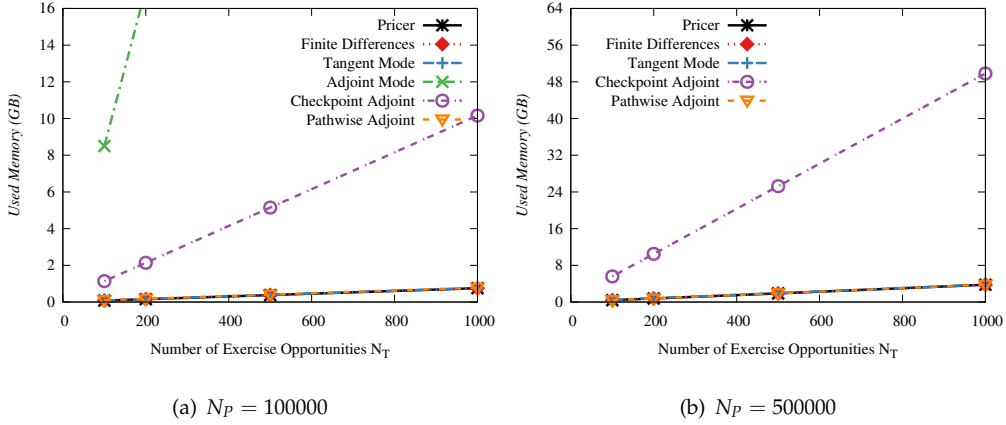 16
14
12
10
8
6
4
2
0
Used Memory (GB)
0
200
400
600
800
1000
Number of Exercise Opportunities N_T
Pricer
Finite Differences
Tangent Mode
Adjoint Mode
Checkpoint Adjoint
Pathwise Adjoint
(a) N_P = 100000
64
56
48
32
24
0
Used Memory (GB)
0
200
400
600
800
1000
Number of Exercise Opportunities N_T
Pricer
Finite Differences
Tangent Mode
Checkpoint Adjoint
Pathwise Adjoint
(b) N_P = 500000